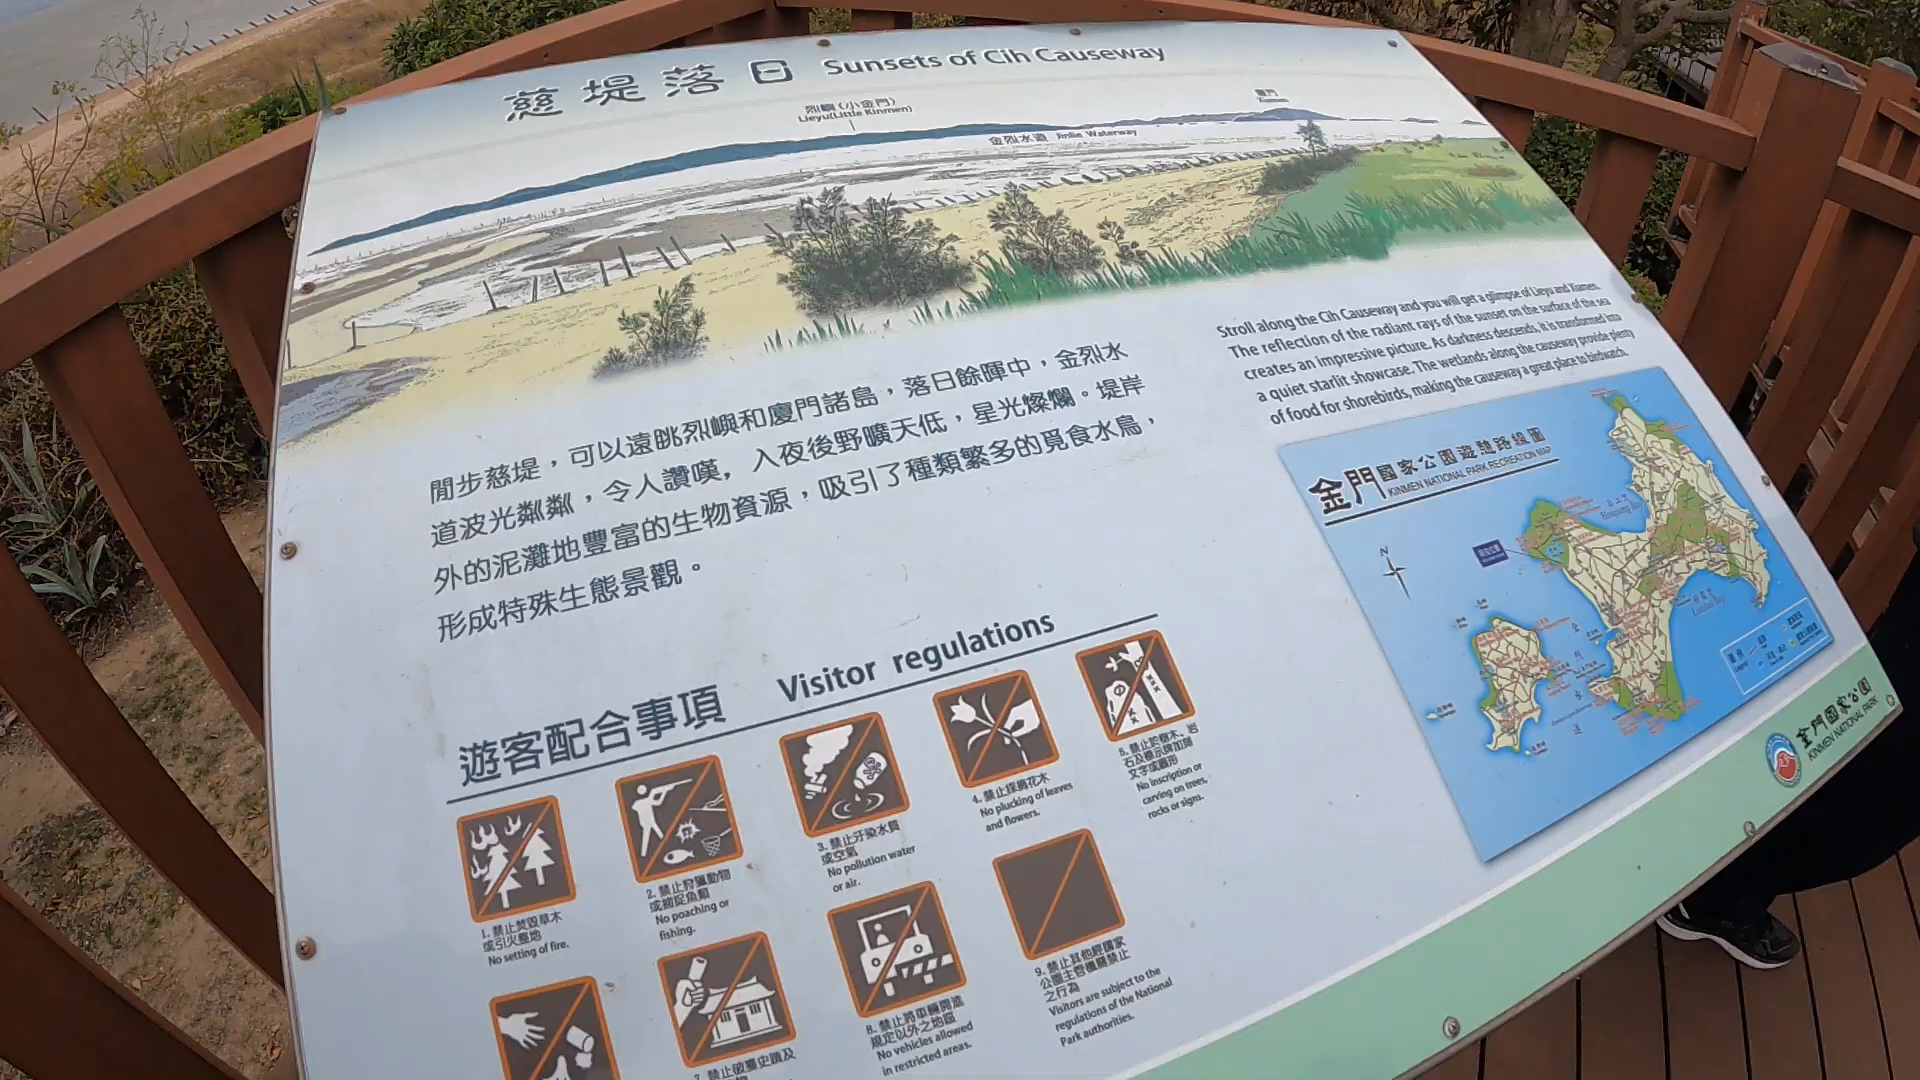 慈堤落日 Sunsets of Cih Causeway
烈嶼(小金門)
Lieyu(Little Kinmen)
廈門
Xiamen
金烈水道 Jinlie Waterway
閒步慈堤，可以遠眺烈嶼和廈門諸島，落日餘暉中，金烈水
道波光粼粼，令人讚嘆，入夜後野曠天低，星光燦爛。堤岸
外的泥灘地豐富的生物資源，吸引了種類繁多的覓食水鳥，
形成特殊生態景觀。
Stroll along the Cih Causeway and you will get a glimpse of Lieyu and Xiamen.
The reflection of the radiant rays of the sunset on the surface of the sea
creates an impressive picture. As darkness descends, it is transformed into
a quiet starlit showcase. The wetlands along the causeway provide plenty
of food for shorebirds, making the causeway a great place to birdwatch.
金門國家公園遊憩路線圖
KINMEN NATIONAL PARK RECREATION MAP
N
遊客配合事項 Visitor regulations
1. 禁止焚毀草木
或引火整地
No setting of fire.
2. 禁止狩獵動物
或捕捉魚類
No poaching or
fishing.
3. 禁止汙染水質
或空氣
No pollution water
or air.
4. 禁止採摘花木
No plucking of leaves
and flowers.
5. 禁止於樹木、岩
石及標示牌加刻
文字或圖形
No inscription or
carving on trees,
rocks or signs.
7. 禁止破壞史蹟及
8. 禁止將車輛開進
規定以外之地區
No vehicles allowed
in restricted areas.
9. 禁止其他經國家
公園主管機關禁止
之行為
Visitors are subject to the
regulations of the National
Park authorities.
金門國家公園
KINMEN NATIONAL PARK